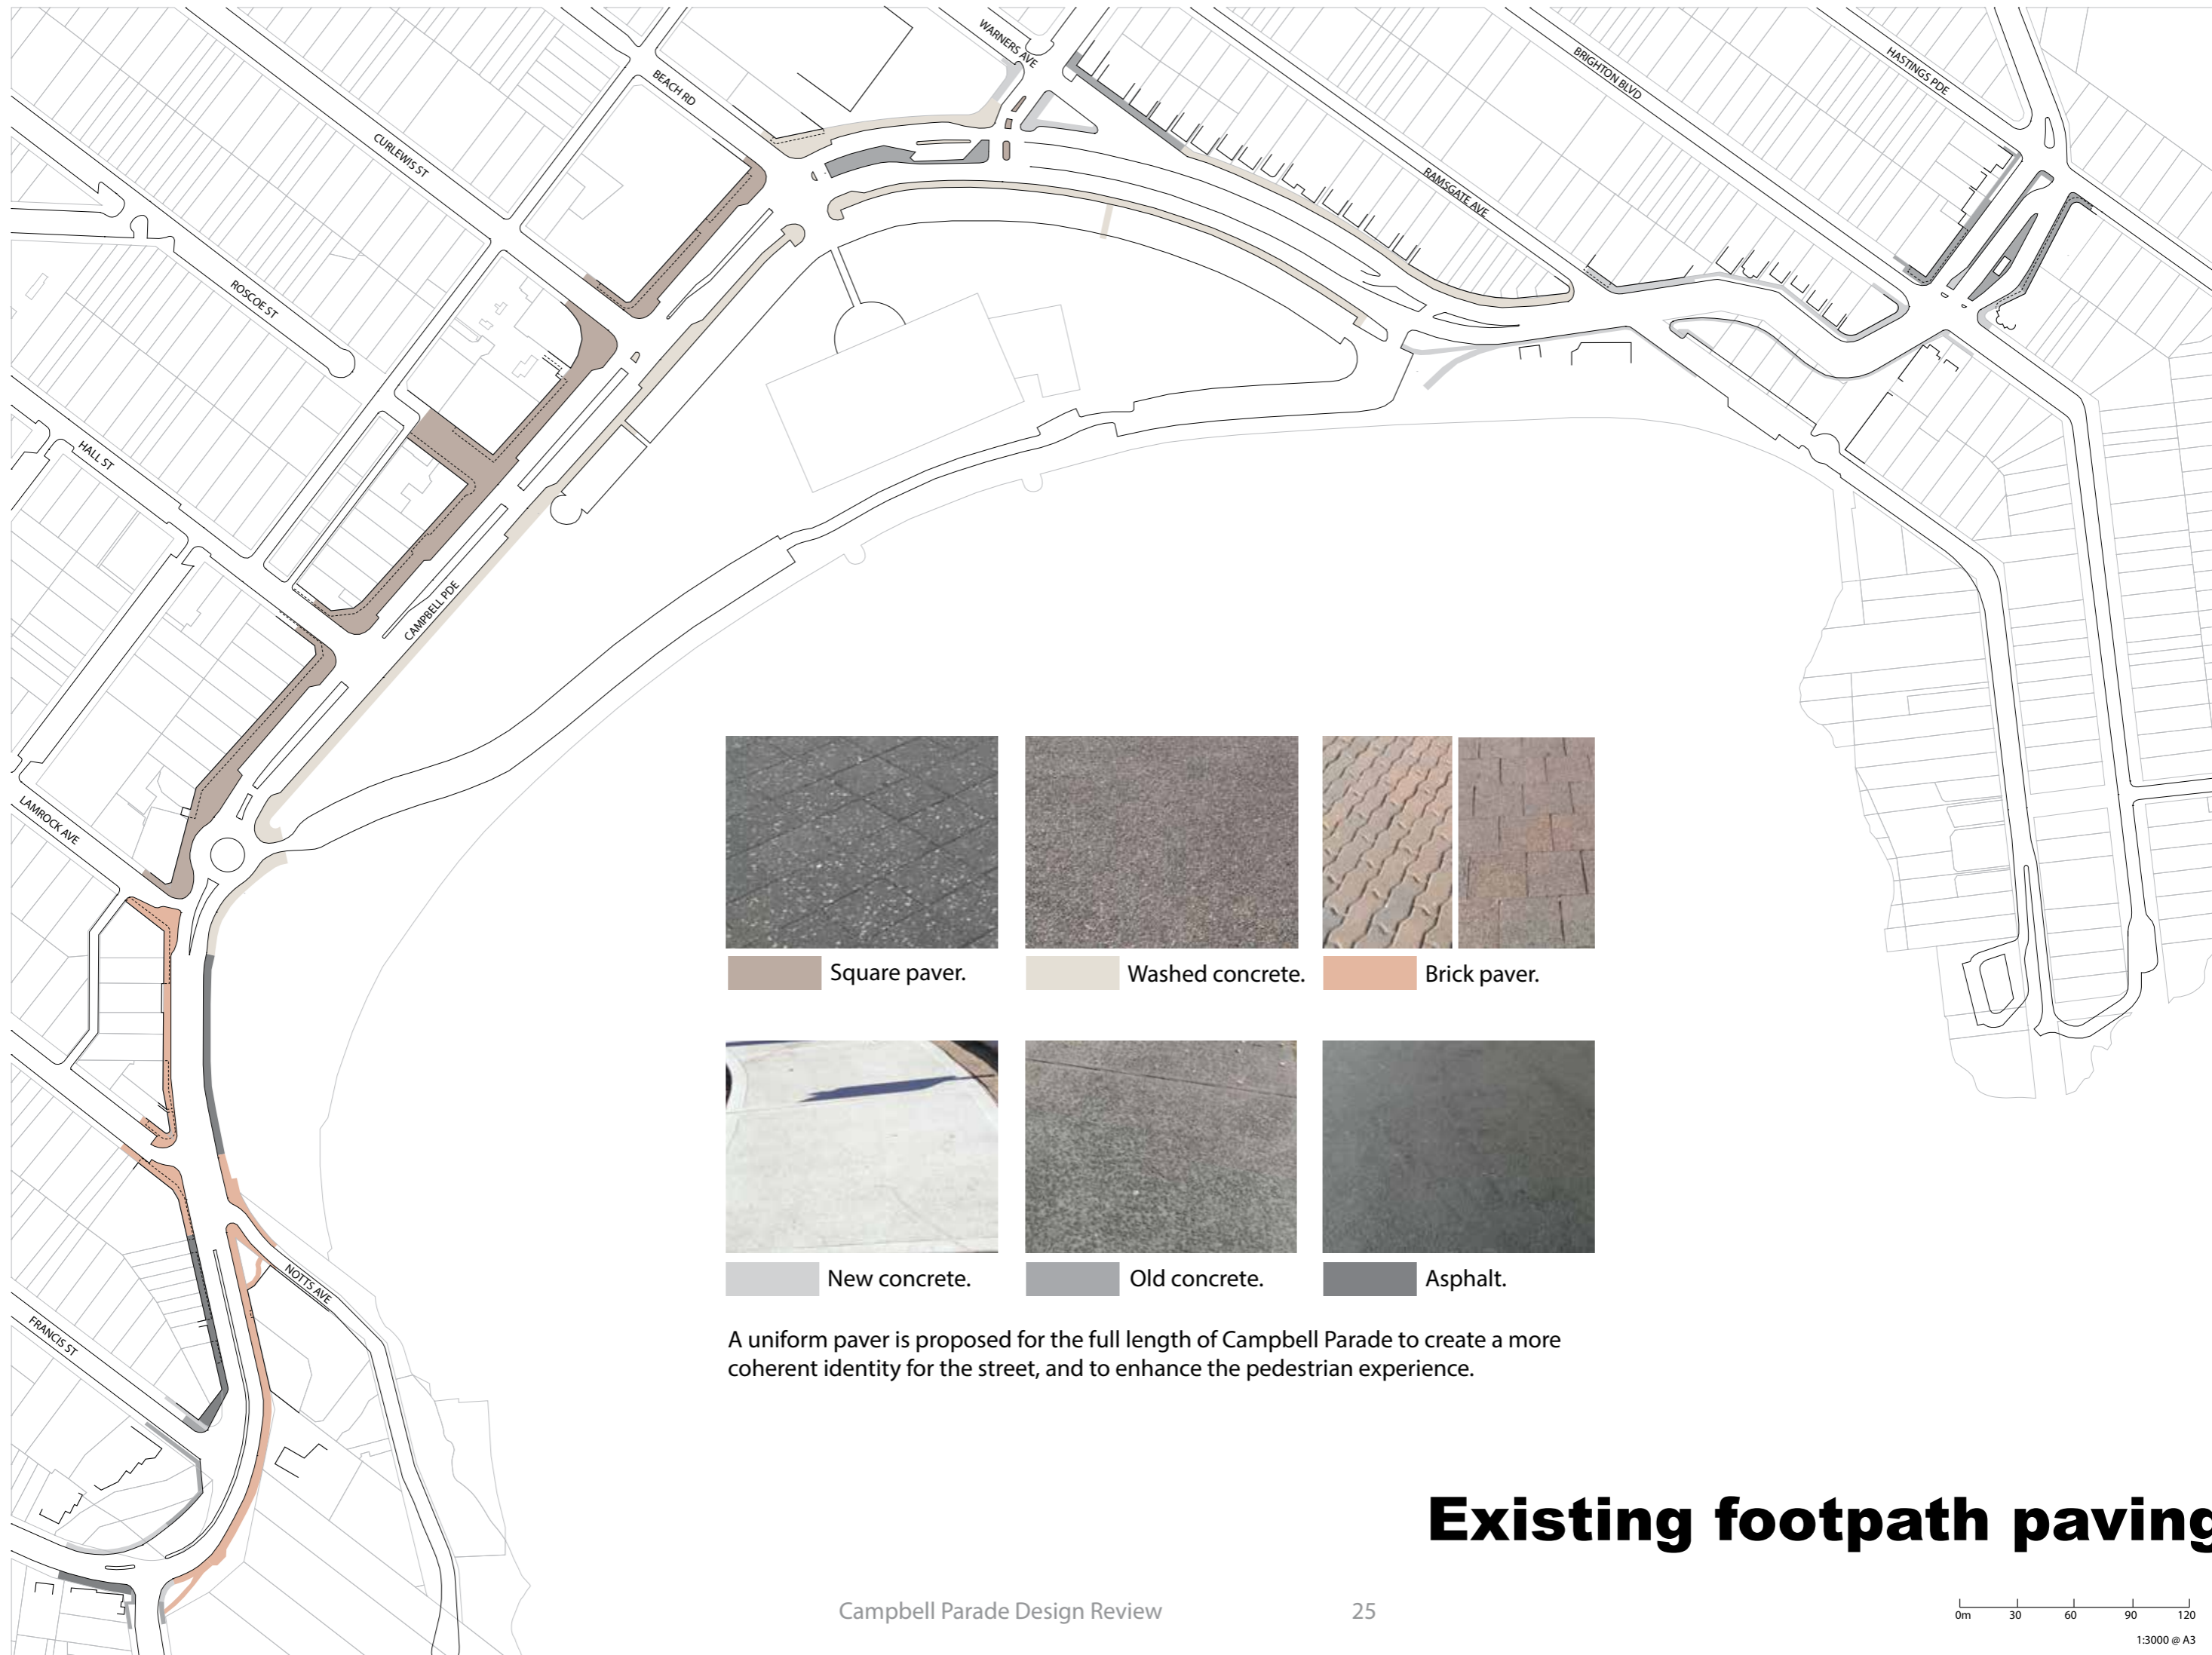 WARNERS AVE
BRIGHTON BLVD
HASTINGS PDE
BEACH RD
CURLEWIS ST
RAMSGATE AVE
ROSCOE ST
HALL ST
CAMPBELL PDE
LAMROCK AVE
Square paver.
Washed concrete.
Brick paver.
New concrete.
Old concrete.
Asphalt.
NOTTS AVE
FRANCIS ST
A uniform paver is proposed for the full length of Campbell Parade to create a more
coherent identity for the street, and to enhance the pedestrian experience.
Existing footpath paving
Campbell Parade Design Review 25
0m 30 60 90 120
1:3000 @ A3